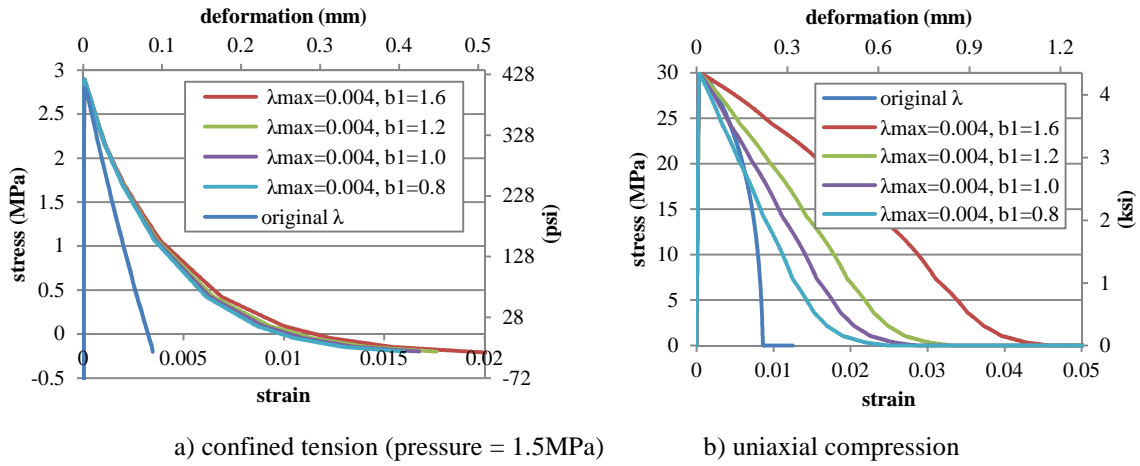 deformation (mm)
0 0.1 0.2 0.3 0.4 0.5
3
2.5
2
1.5
1
0.5
0
-0.5
stress (MPa)
λmax=0.004, b1=1.6
λmax=0.004, b1=1.2
λmax=0.004, b1=1.0
λmax=0.004, b1=0.8
original λ
428
328
228
128
28
-72
(psi)
0 0.005 0.01 0.015 0.02
strain
a) confined tension (pressure = 1.5MPa)
deformation (mm)
0 0.3 0.6 0.9 1.2
30
25
20
15
10
5
0
stress (MPa)
original λ
λmax=0.004, b1=1.6
λmax=0.004, b1=1.2
λmax=0.004, b1=1.0
λmax=0.004, b1=0.8
4
3
2
1
0
(ksi)
0 0.01 0.02 0.03 0.04 0.05
strain
b) uniaxial compression